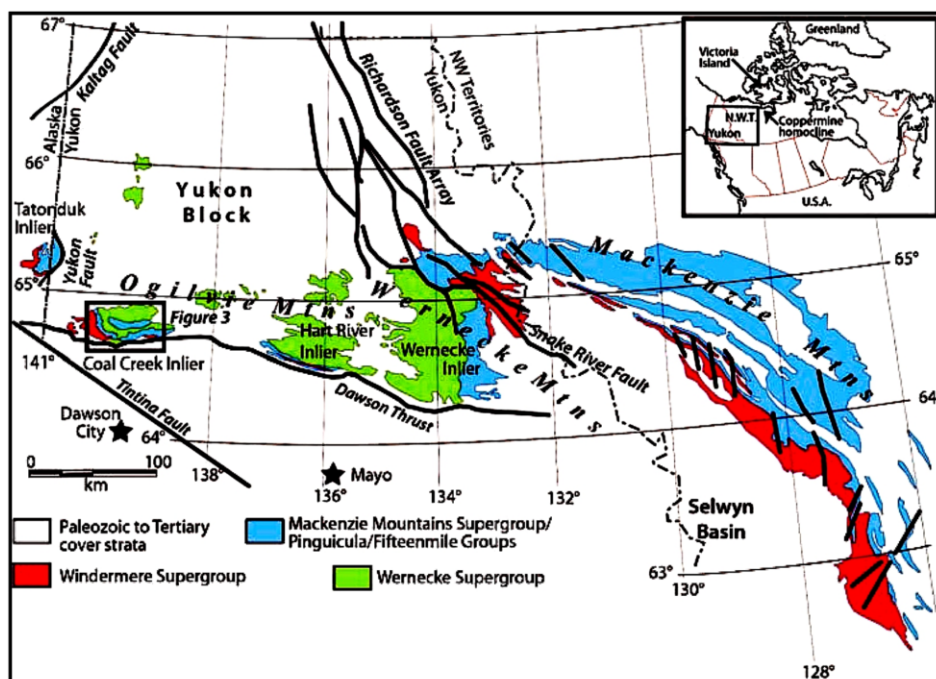 67°
Kaltag Fault
Alaska
Yukon
66°
Tatonduk
Inlier
Yukon Fault
65°
141°
Yukon
Block
Richardson Fault Array
Yukon
NW Territories
Ogilvie Mtns
Figure 3
Coal Creek Inlier
Hart River
Inlier
Wernecke Mtns
Wernecke
Inlier
Snake River Fault
Dawson Thrust
Tintina Fault
Dawson
City
64°
138°
Mayo
136°
134°
132°
0 100
km
Mackenzie Mtns
65°
64°
Selwyn
Basin
63°
130°
128°
Greenland
Victoria
Island
N.W.T.
Yukon
Coppermine
homocline
U.S.A.
Paleozoic to Tertiary
cover strata
Mackenzie Mountains Supergroup/
Pinguicula/Fifteenmile Groups
Windermere Supergroup
Wernecke Supergroup